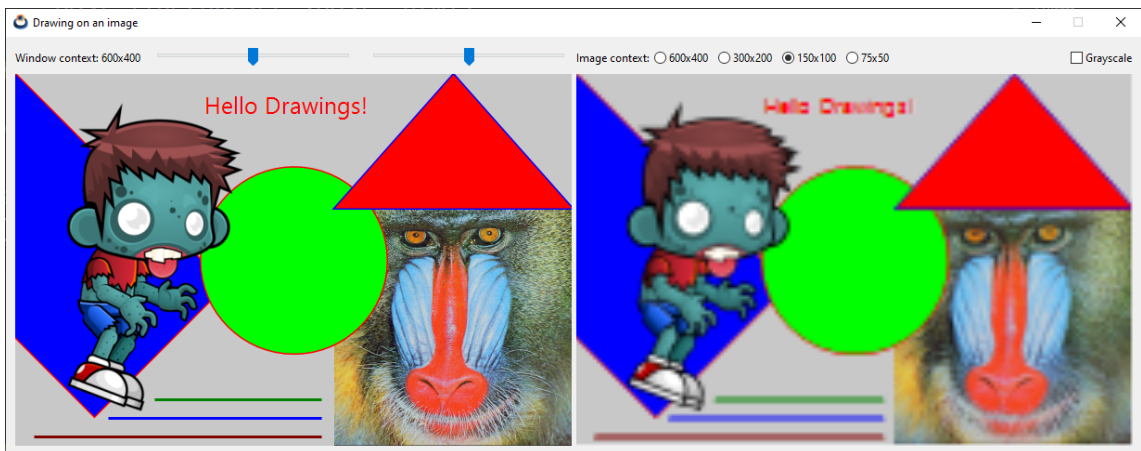 Drawing on an image
Window context: 600x400
Image context: 600x400 300x200 150x100 75x50 Grayscale
Hello Drawings!
Hello Drawings!